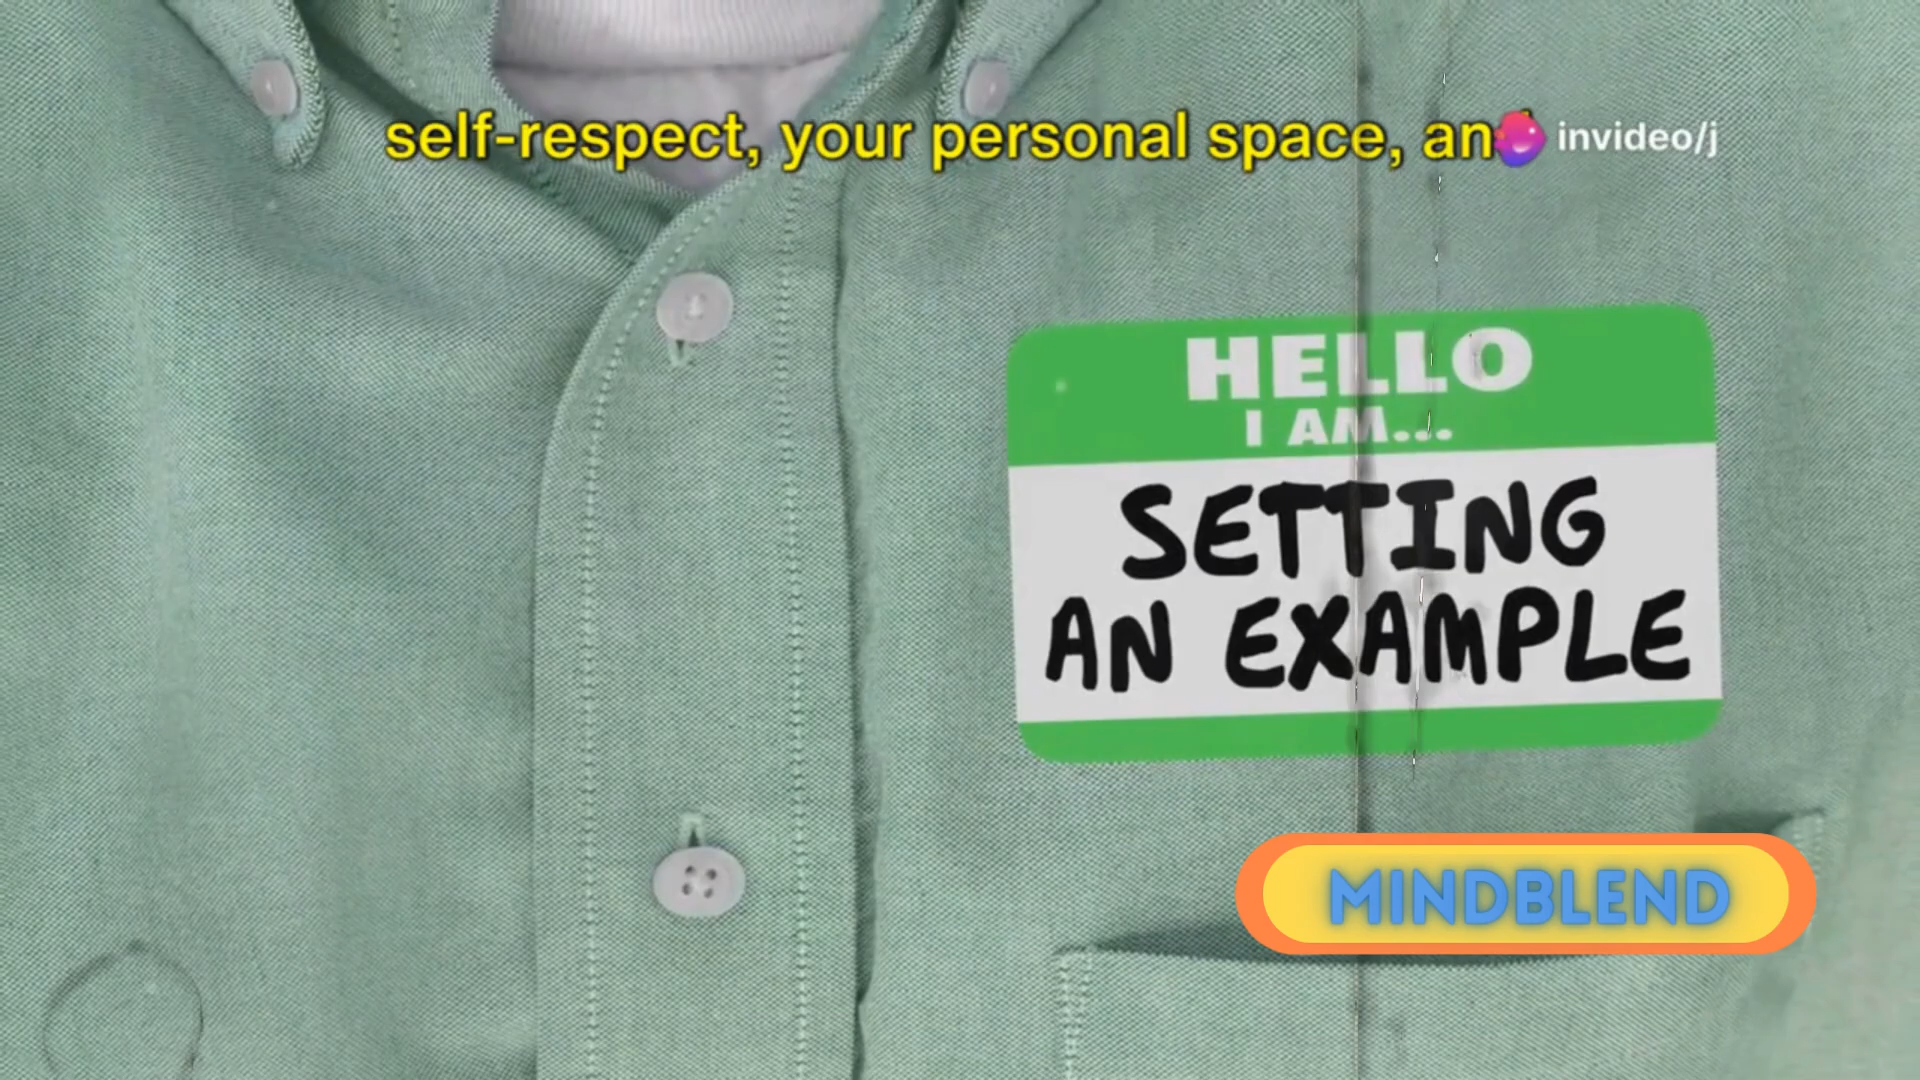 self-respect, your personal space, an
invideo/j
HELLO
I AM...
SETTING
AN EXAMPLE
MINDBLEND